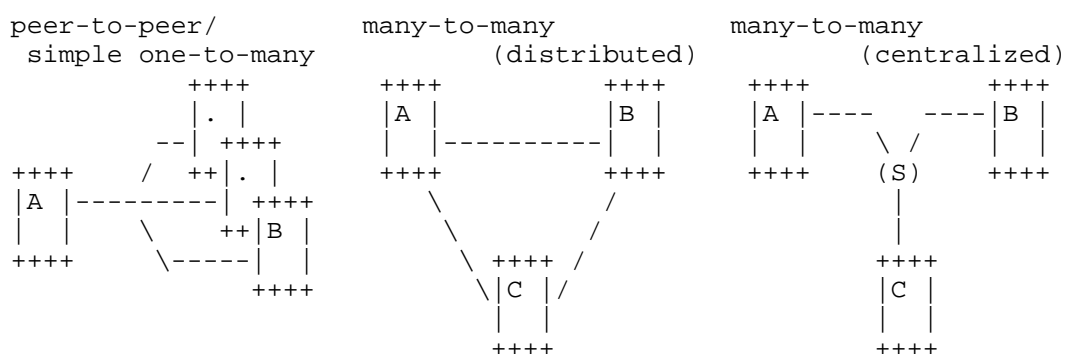 peer-to-peer/ many-to-many many-to-many
simple one-to-many (distributed) (centralized)
++++ ++++ ++++ ++++ ++++
|. | |A | |B | |A |---- ----|B |
--| ++++ | |----------| | | | \ / | |
++++ / ++|. | ++++ ++++ ++++ (S) ++++
|A |---------| ++++ \ / |
| | \ ++|B | \ / |
++++ \-----| | \ ++++ / ++++
++++ \|C |/ |C |
| | | |
++++ ++++